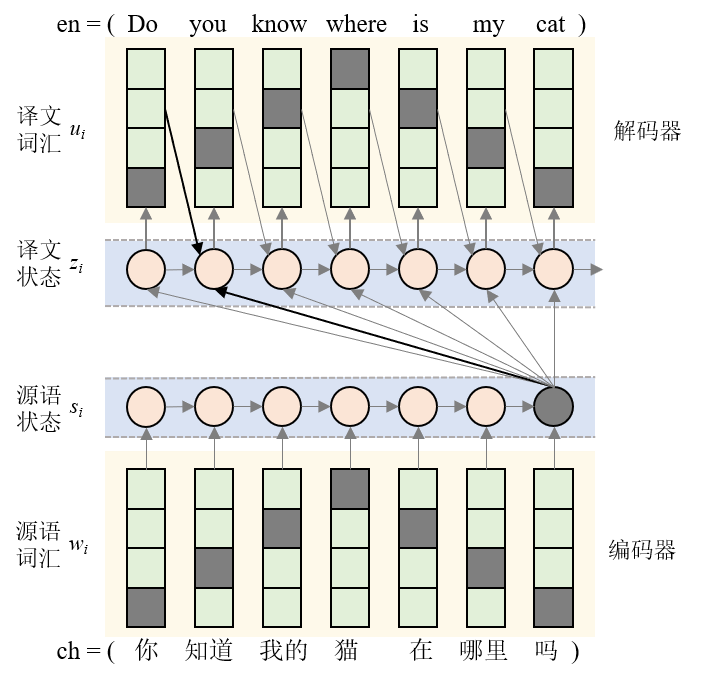 en = ( Do you know where is my cat )
译文
词汇 uᵢ
解码器
译文
状态 zᵢ
源语
状态 sᵢ
源语
词汇 wᵢ
编码器
ch = ( 你 知道 我的 猫 在 哪里 吗 )